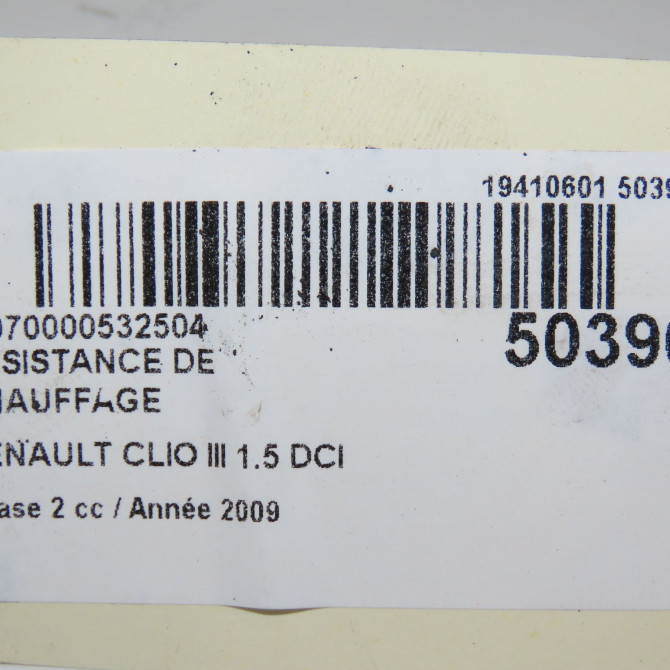 19410601 5039
070000532504
5039
SISTANCE DE
HAUFFAGE
ENAULT CLIO III 1.5 DCI
ase 2 cc / Année 2009